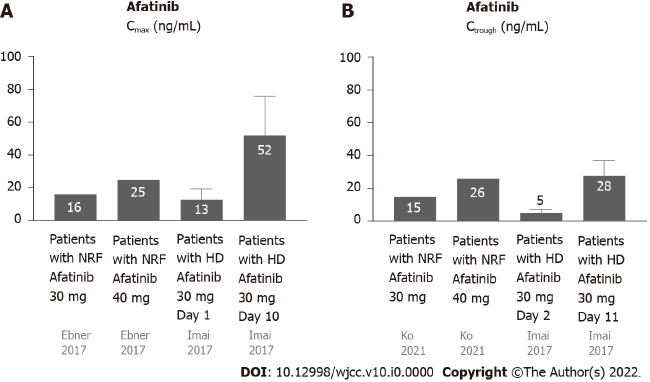 A
Afatinib
Cmax (ng/mL)
100
80
60
40
20
0
16
25
13
52
Patients
with NRF
Afatinib
30 mg
Patients
with NRF
Afatinib
40 mg
Patients
with HD
Afatinib
30 mg
Day 1
Patients
with HD
Afatinib
30 mg
Day 10
Ebner
2017
Ebner
2017
Imai
2017
Imai
2017
B
Afatinib
Ctrough (ng/mL)
100
80
60
40
20
0
15
26
5
28
Patients
with NRF
Afatinib
30 mg
Patients
with NRF
Afatinib
40 mg
Patients
with HD
Afatinib
30 mg
Day 2
Patients
with HD
Afatinib
30 mg
Day 11
Ko
2021
Ko
2021
Imai
2017
Imai
2017
DOI: 10.12998/wjcc.v10.i0.0000 Copyright ©The Author(s) 2022.